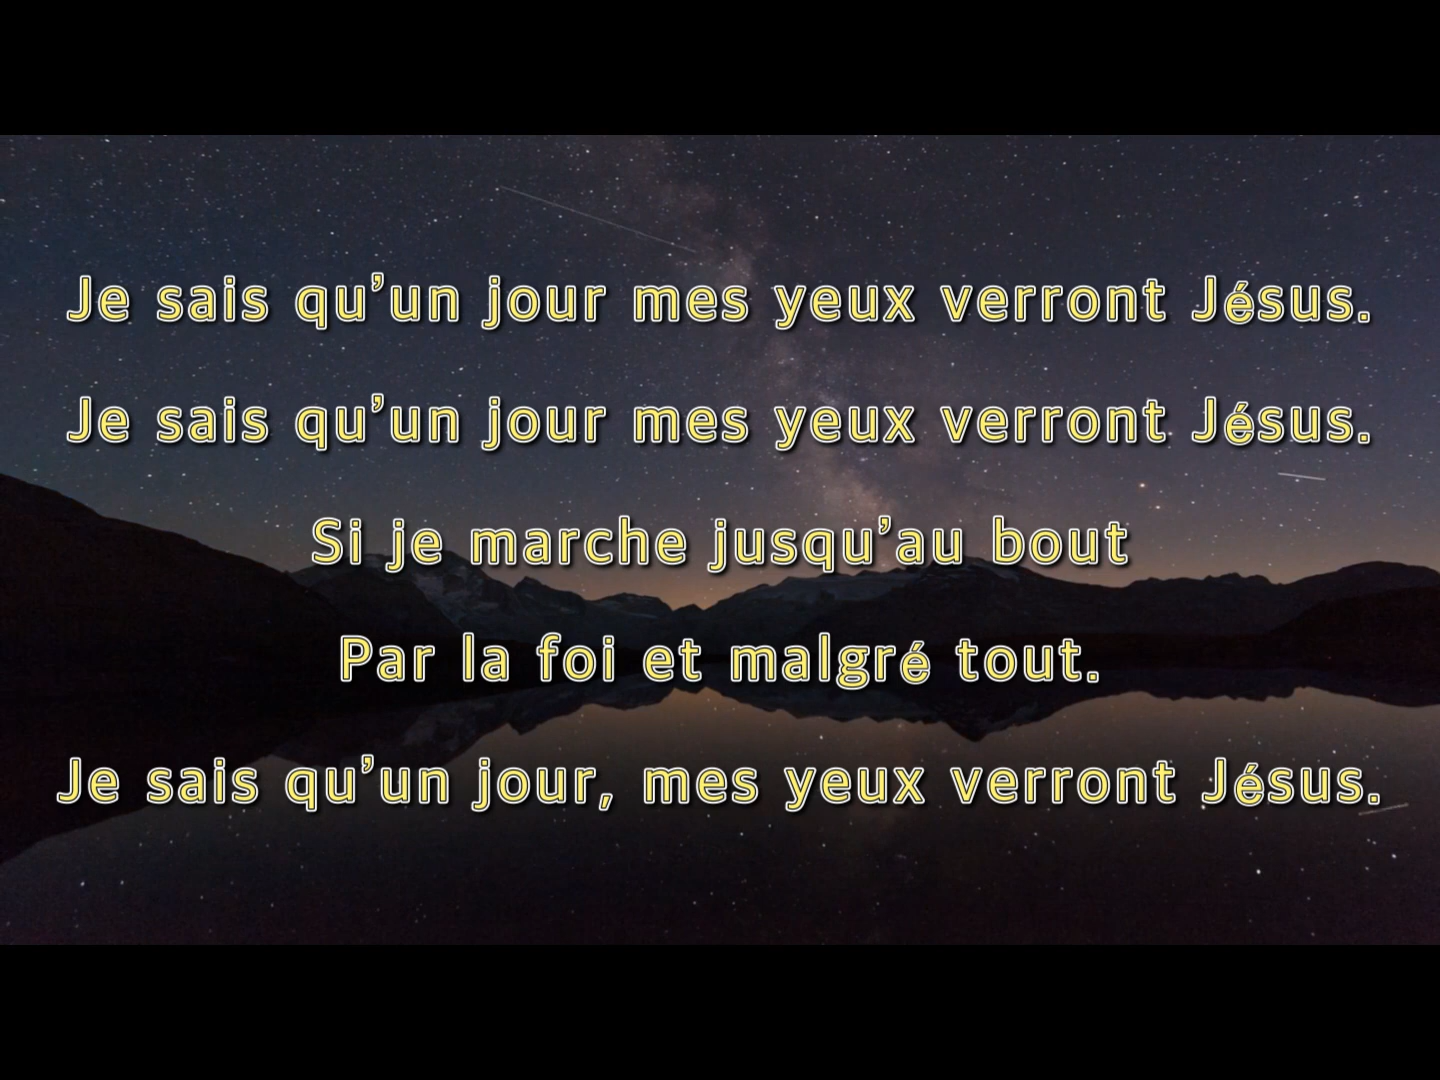 Je sais qu’un jour mes yeux verront Jésus.
Je sais qu’un jour mes yeux verront Jésus.
Si je marche jusqu’au bout
Par la foi et malgré tout.
Je sais qu’un jour, mes yeux verront Jésus.